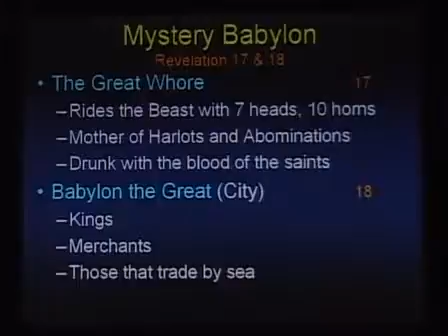 Mystery Babylon
Revelation 17 & 18
• The Great Whore 17
–Rides the Beast with 7 heads, 10 horns
–Mother of Harlots and Abominations
–Drunk with the blood of the saints
• Babylon the Great (City) 18
–Kings
–Merchants
–Those that trade by sea